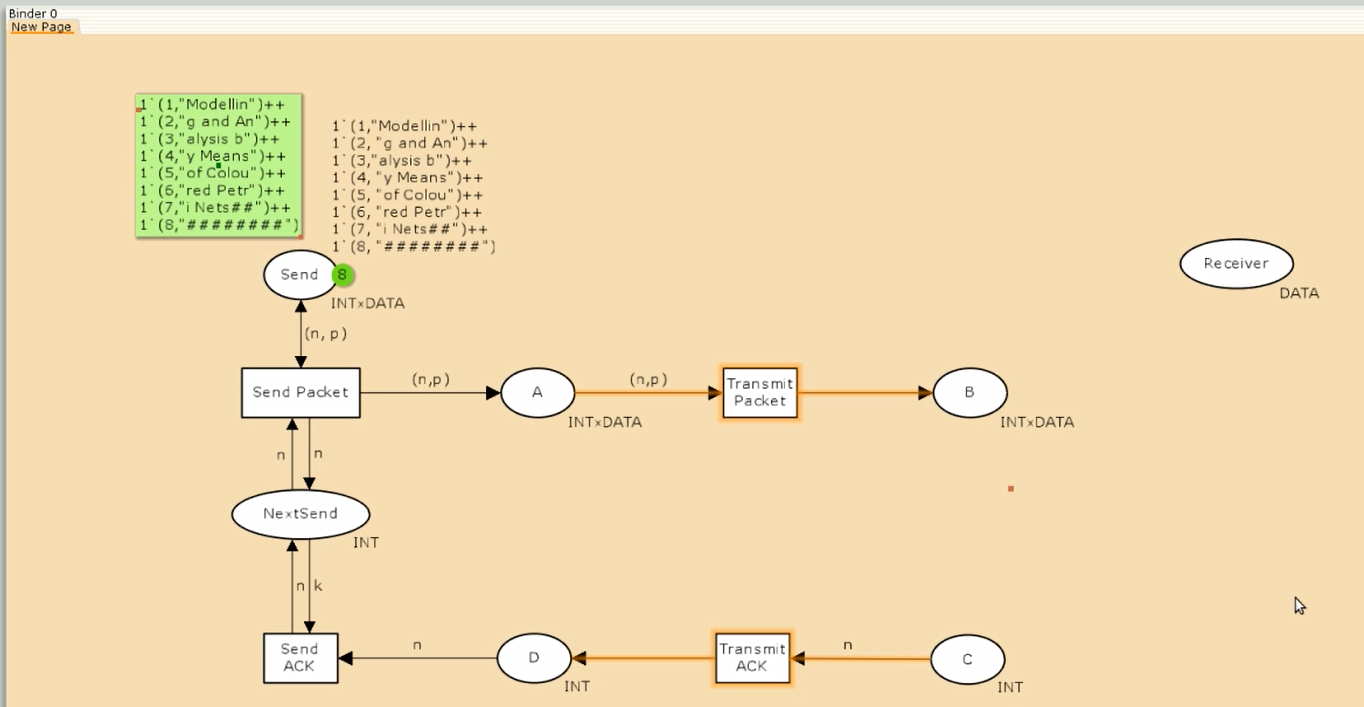 Binder 0
New Page
1`(1,"Modellin")++
1`(2,"g and An")++
1`(3,"alysis b")++
1`(4,"y Means")++
1`(5,"of Colou")++
1`(6,"red Petr")++
1`(7,"i Nets##")++
1`(8,"########")
1`(1,"Modellin")++
1`(2, "g and An")++
1`(3,"alysis b")++
1`(4, "y Means")++
1`(5, "of Colou")++
1`(6, "red Petr")++
1`(7, "i Nets##")++
1`(8, "########")
Send
8
INTxDATA
Receiver
DATA
(n, p)
Send Packet
(n,p)
A
INTxDATA
(n,p)
Transmit
Packet
B
INTxDATA
n
n
NextSend
INT
n
k
Send
ACK
n
D
INT
Transmit
ACK
n
C
INT